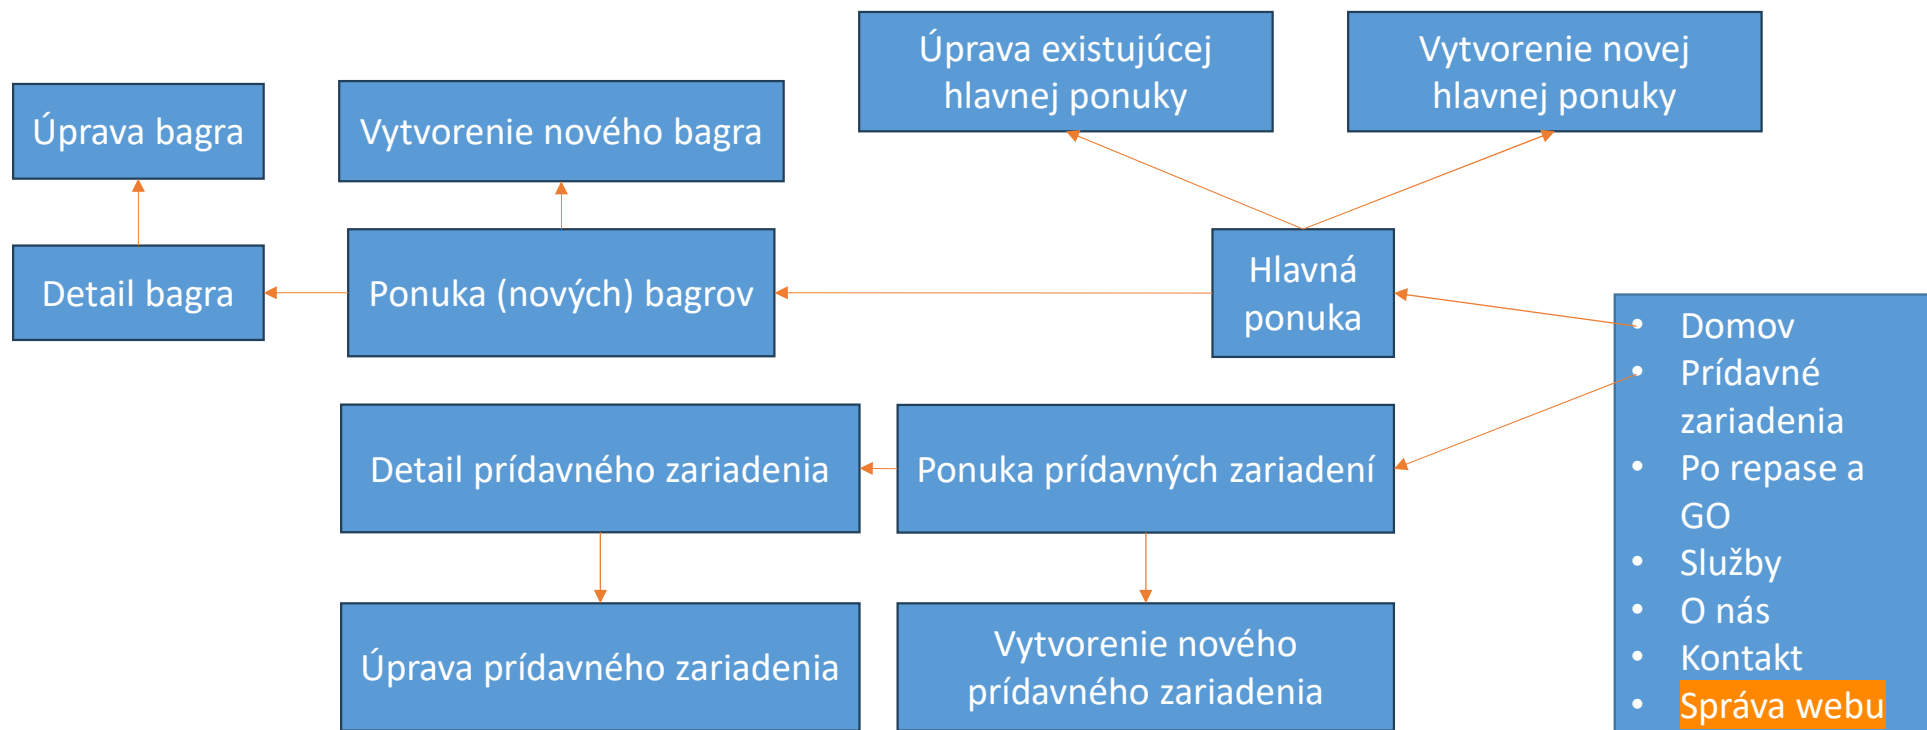 Úprava existujúcej
hlavnej ponuky
Vytvorenie novej
hlavnej ponuky
Úprava bagra
Vytvorenie nového bagra
Detail bagra
Ponuka (nových) bagrov
Hlavná
ponuka
• Domov
• Prídavné
zariadenia
• Po repase a
GO
• Služby
• O nás
• Kontakt
• Správa webu
Detail prídavného zariadenia
Ponuka prídavných zariadení
Úprava prídavného zariadenia
Vytvorenie nového
prídavného zariadenia